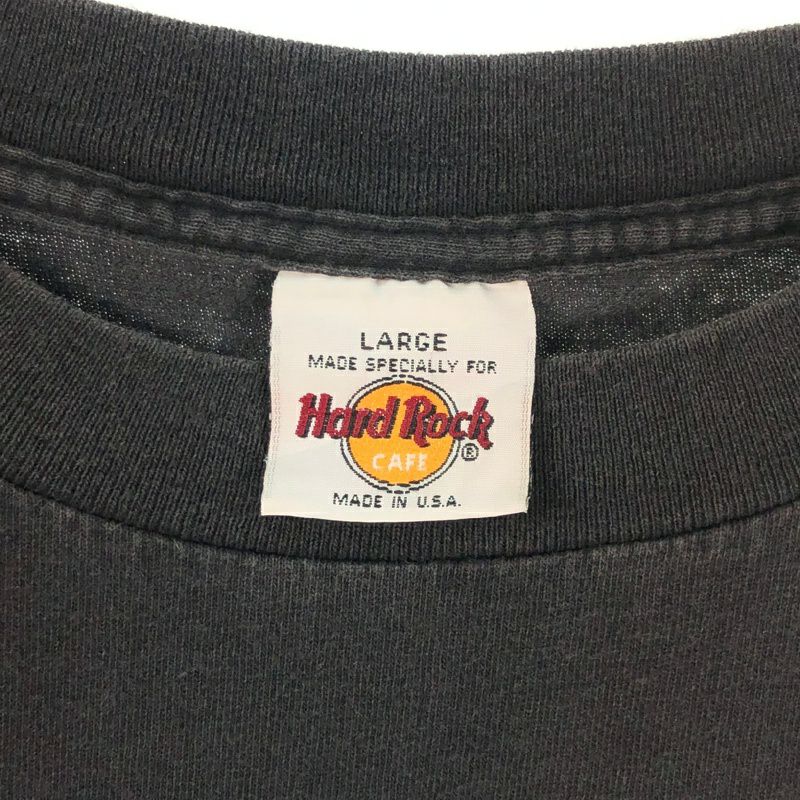 LARGE
MADE SPECIALLY FOR
Hard Rock
CAFE ®
MADE IN U.S.A.